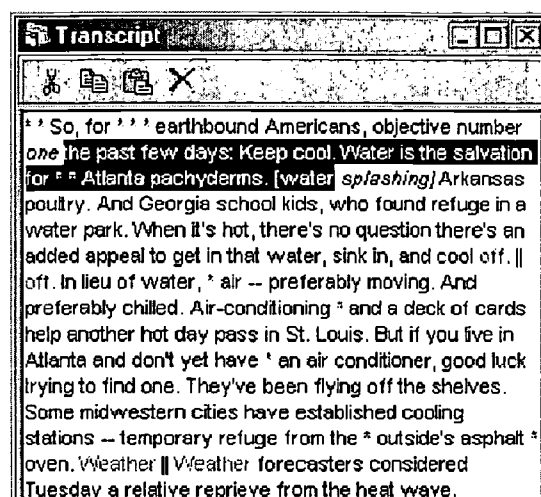 Transcript
* * So, for * * * earthbound Americans, objective number
one the past few days: Keep cool. Water is the salvation
for * * Atlanta pachyderms. [water splashing] Arkansas
poultry. And Georgia school kids, who found refuge in a
water park. When it's hot, there's no question there's an
added appeal to get in that water, sink in, and cool off. ||
oft. In lieu of water, * air -- preferably moving. And
preferably chilled. Air-conditioning * and a deck of cards
help another hot day pass in St. Louis. But if you live in
Atlanta and don't yet have * an air conditioner, good luck
trying to find one. They've been flying off the shelves.
Some midwestern cities have established cooling
stations -- temporary refuge from the * outside's asphalt *
oven. Weather || Weather forecasters considered
Tuesday a relative reprieve from the heat wave.